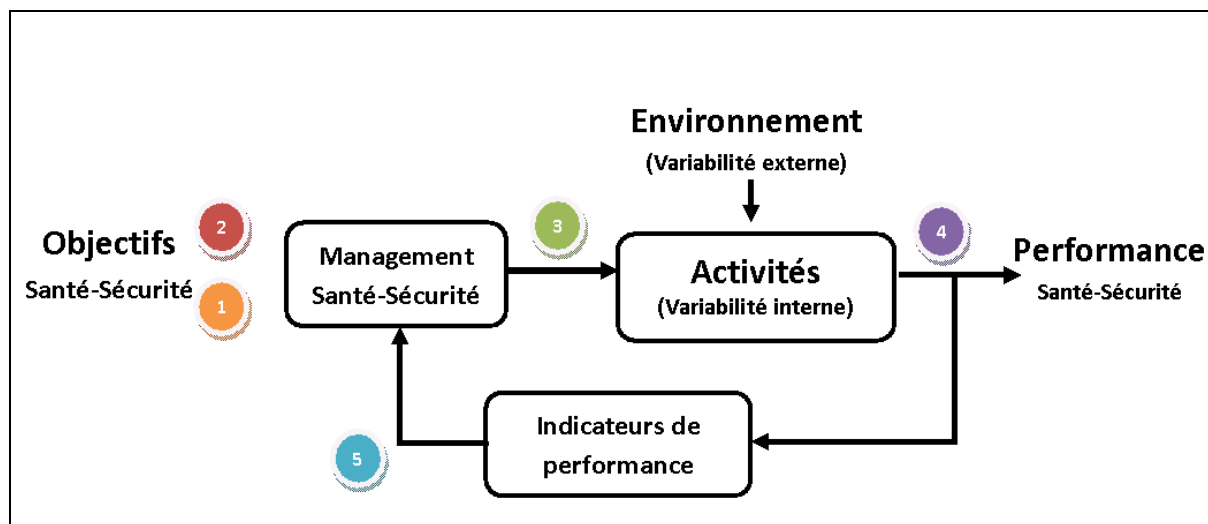 Environnement
(Variabilité externe)
Objectifs
Santé-Sécurité
2
1
Management
Santé-Sécurité
3
Activités
(Variabilité interne)
4
Performance
Santé-Sécurité
5
Indicateurs de
performance